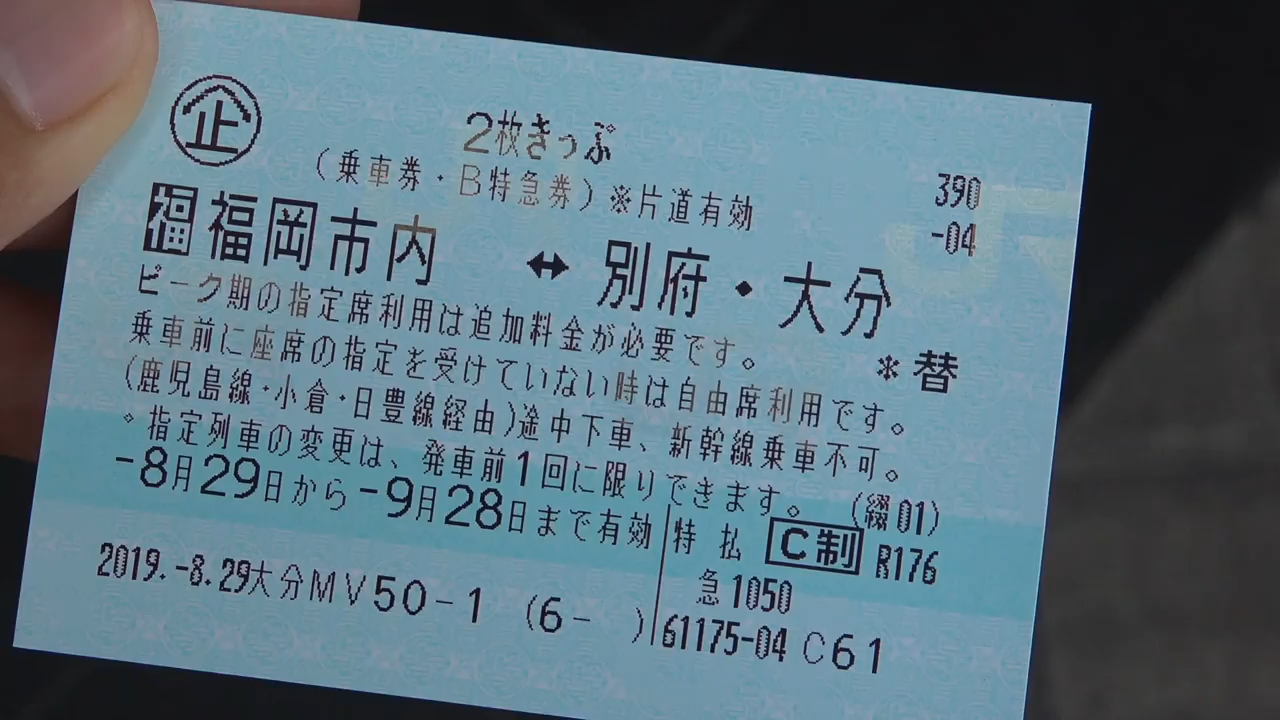 企
2枚きっぷ
(乗車券・B特急券)※片道有効
390
-04
福 福岡市内 ↔ 別府・大分
ピーク期の指定席利用は追加料金が必要です。
*替
乗車前に座席の指定を受けていない時は自由席利用です。
(鹿児島線・小倉・日豊線経由)途中下車、新幹線乗車不可。
。指定列車の変更は、発車前1回に限りできます。 (綴01)
-8月29日から-9月28日まで有効
特 払 C制 R176
急1050
2019.-8.29大分MV50-1 (6- )
61175-04 C61